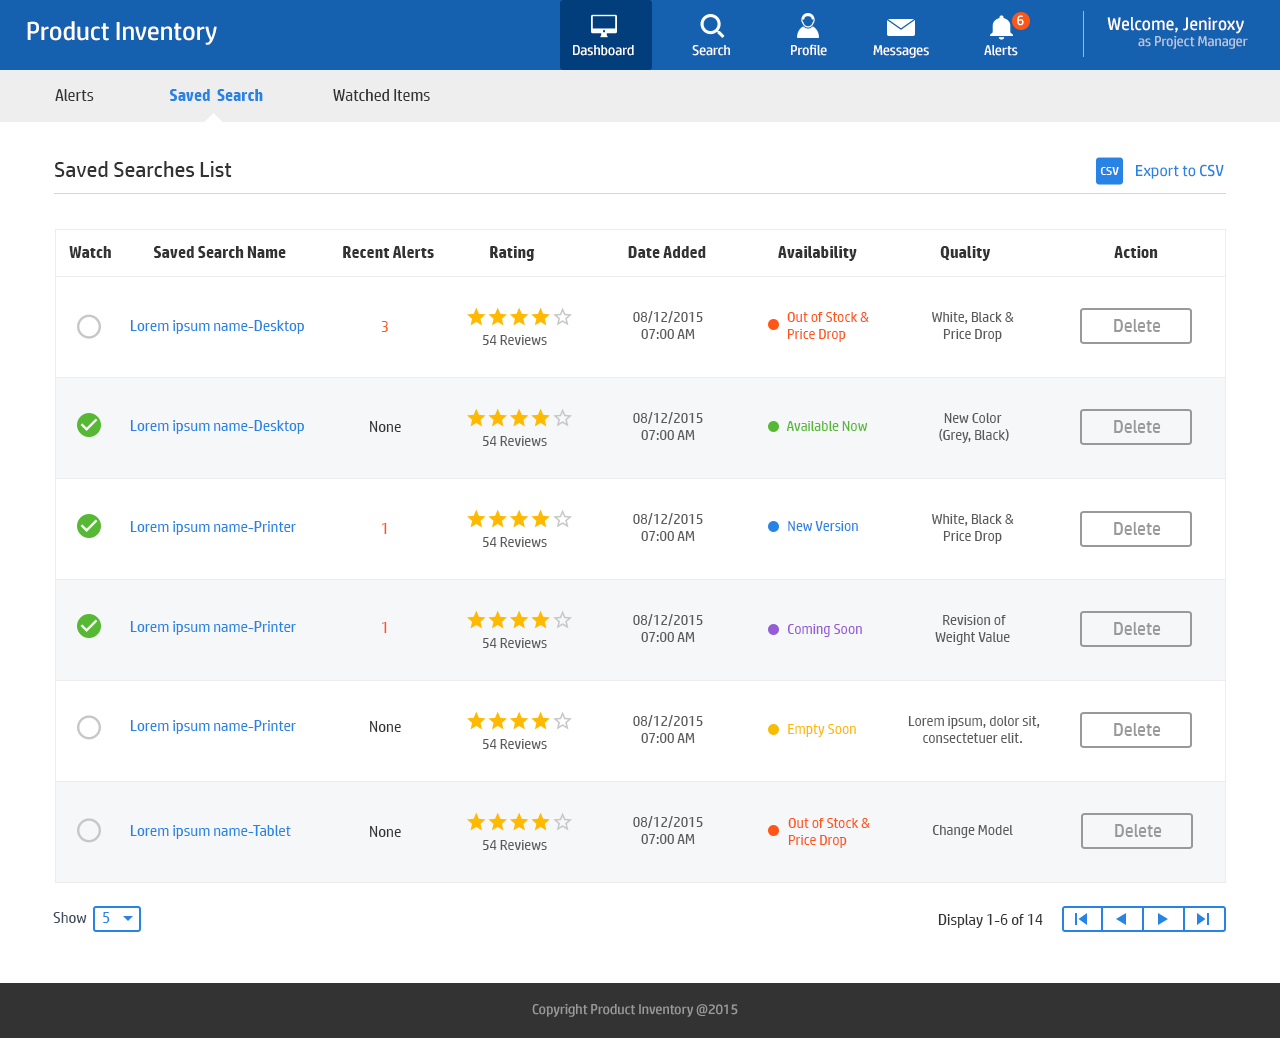 Product Inventory
Dashboard
Search
Profile
Messages
6
Alerts
Welcome, Jeniroxy
as Project Manager
Alerts
Saved Search
Watched Items
Saved Searches List
CSV
Export to CSV
Watch Saved Search Name Recent Alerts Rating Date Added Availability Quality Action
Lorem ipsum name-Desktop
3
54 Reviews
08/12/2015
07:00 AM
Out of Stock &
Price Drop
White, Black &
Price Drop
Delete
Lorem ipsum name-Desktop
None
54 Reviews
08/12/2015
07:00 AM
Available Now
New Color
(Grey, Black)
Delete
Lorem ipsum name-Printer
1
54 Reviews
08/12/2015
07:00 AM
New Version
White, Black &
Price Drop
Delete
Lorem ipsum name-Printer
1
54 Reviews
08/12/2015
07:00 AM
Coming Soon
Revision of
Weight Value
Delete
Lorem ipsum name-Printer
None
54 Reviews
08/12/2015
07:00 AM
Empty Soon
Lorem ipsum, dolor sit,
consectetuer elit.
Delete
Lorem ipsum name-Tablet
None
54 Reviews
08/12/2015
07:00 AM
Out of Stock &
Price Drop
Change Model
Delete
Show 5
Display 1-6 of 14
Copyright Product Inventory @2015